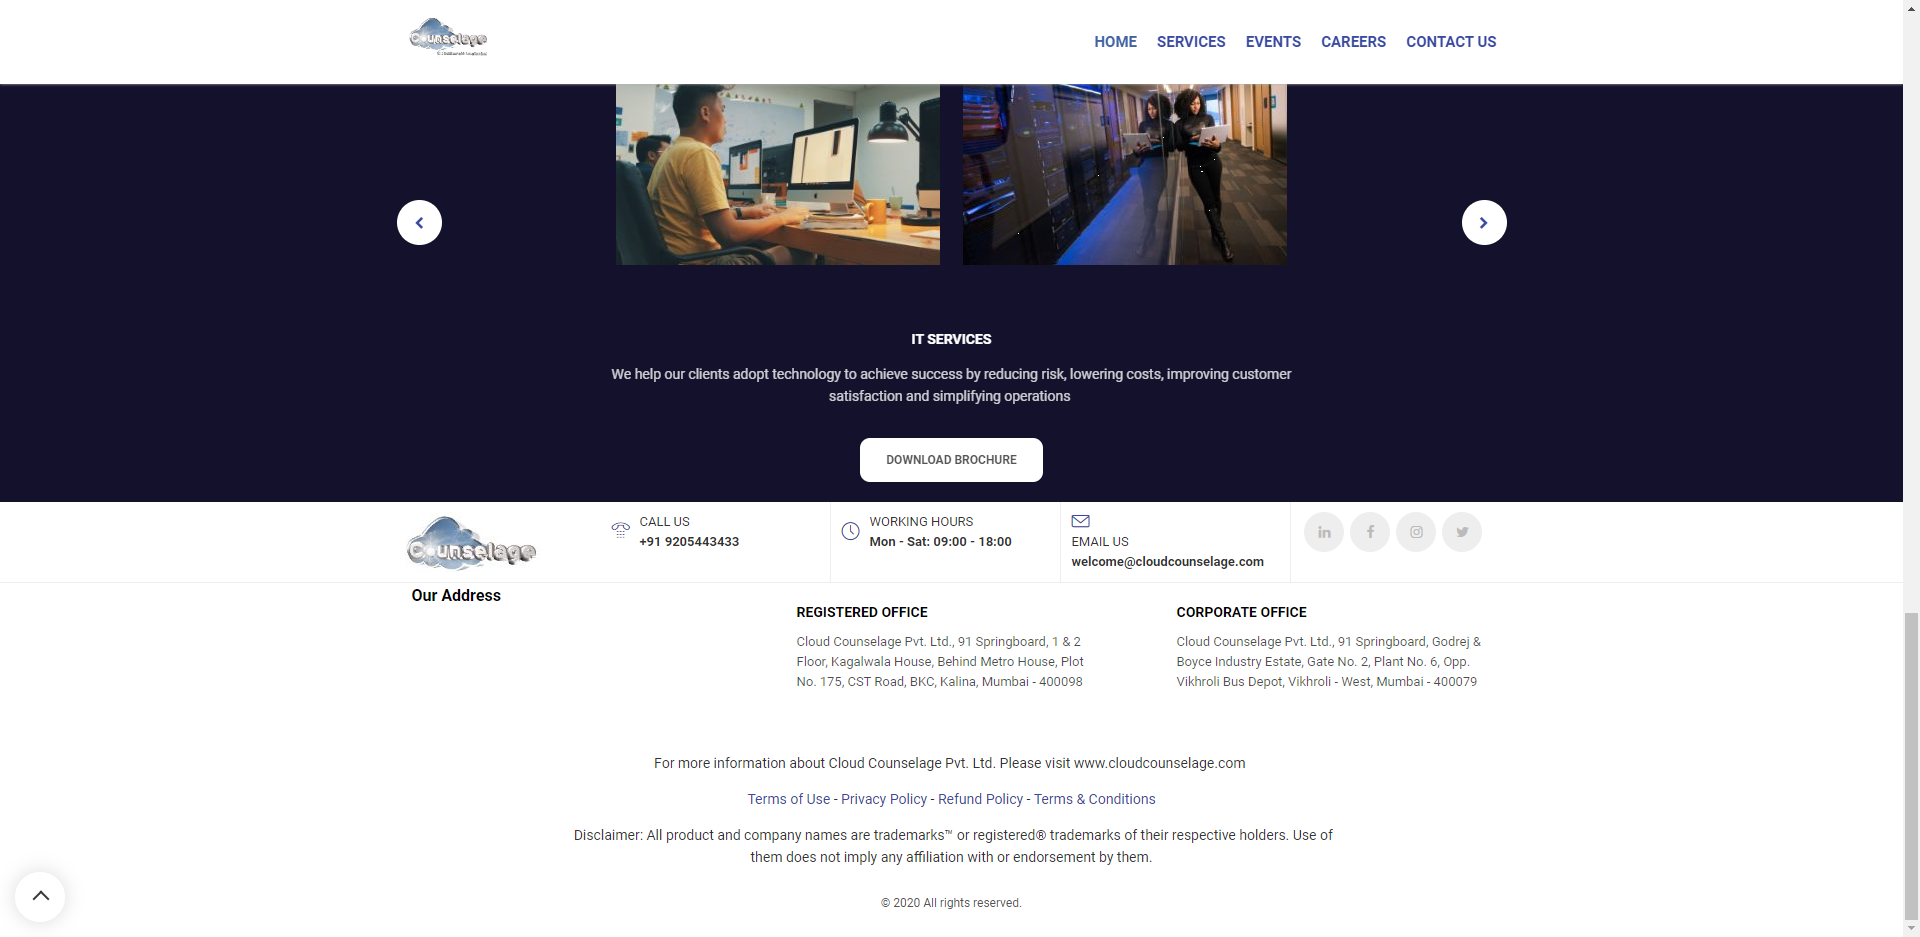 Counselage
HOME
SERVICES
EVENTS
CAREERS
CONTACT US
IT SERVICES
We help our clients adopt technology to achieve success by reducing risk, lowering costs, improving customer
satisfaction and simplifying operations
DOWNLOAD BROCHURE
Counselage
CALL US
+91 9205443433
WORKING HOURS
Mon - Sat: 09:00 - 18:00
EMAIL US
welcome@cloudcounselage.com
Our Address
REGISTERED OFFICE
Cloud Counselage Pvt. Ltd., 91 Springboard, 1 & 2
Floor, Kagalwala House, Behind Metro House, Plot
No. 175, CST Road, BKC, Kalina, Mumbai - 400098
CORPORATE OFFICE
Cloud Counselage Pvt. Ltd., 91 Springboard, Godrej &
Boyce Industry Estate, Gate No. 2, Plant No. 6, Opp.
Vikhroli Bus Depot, Vikhroli - West, Mumbai - 400079
For more information about Cloud Counselage Pvt. Ltd. Please visit www.cloudcounselage.com
Terms of Use - Privacy Policy - Refund Policy - Terms & Conditions
Disclaimer: All product and company names are trademarks™ or registered® trademarks of their respective holders. Use of
them does not imply any affiliation with or endorsement by them.
© 2020 All rights reserved.